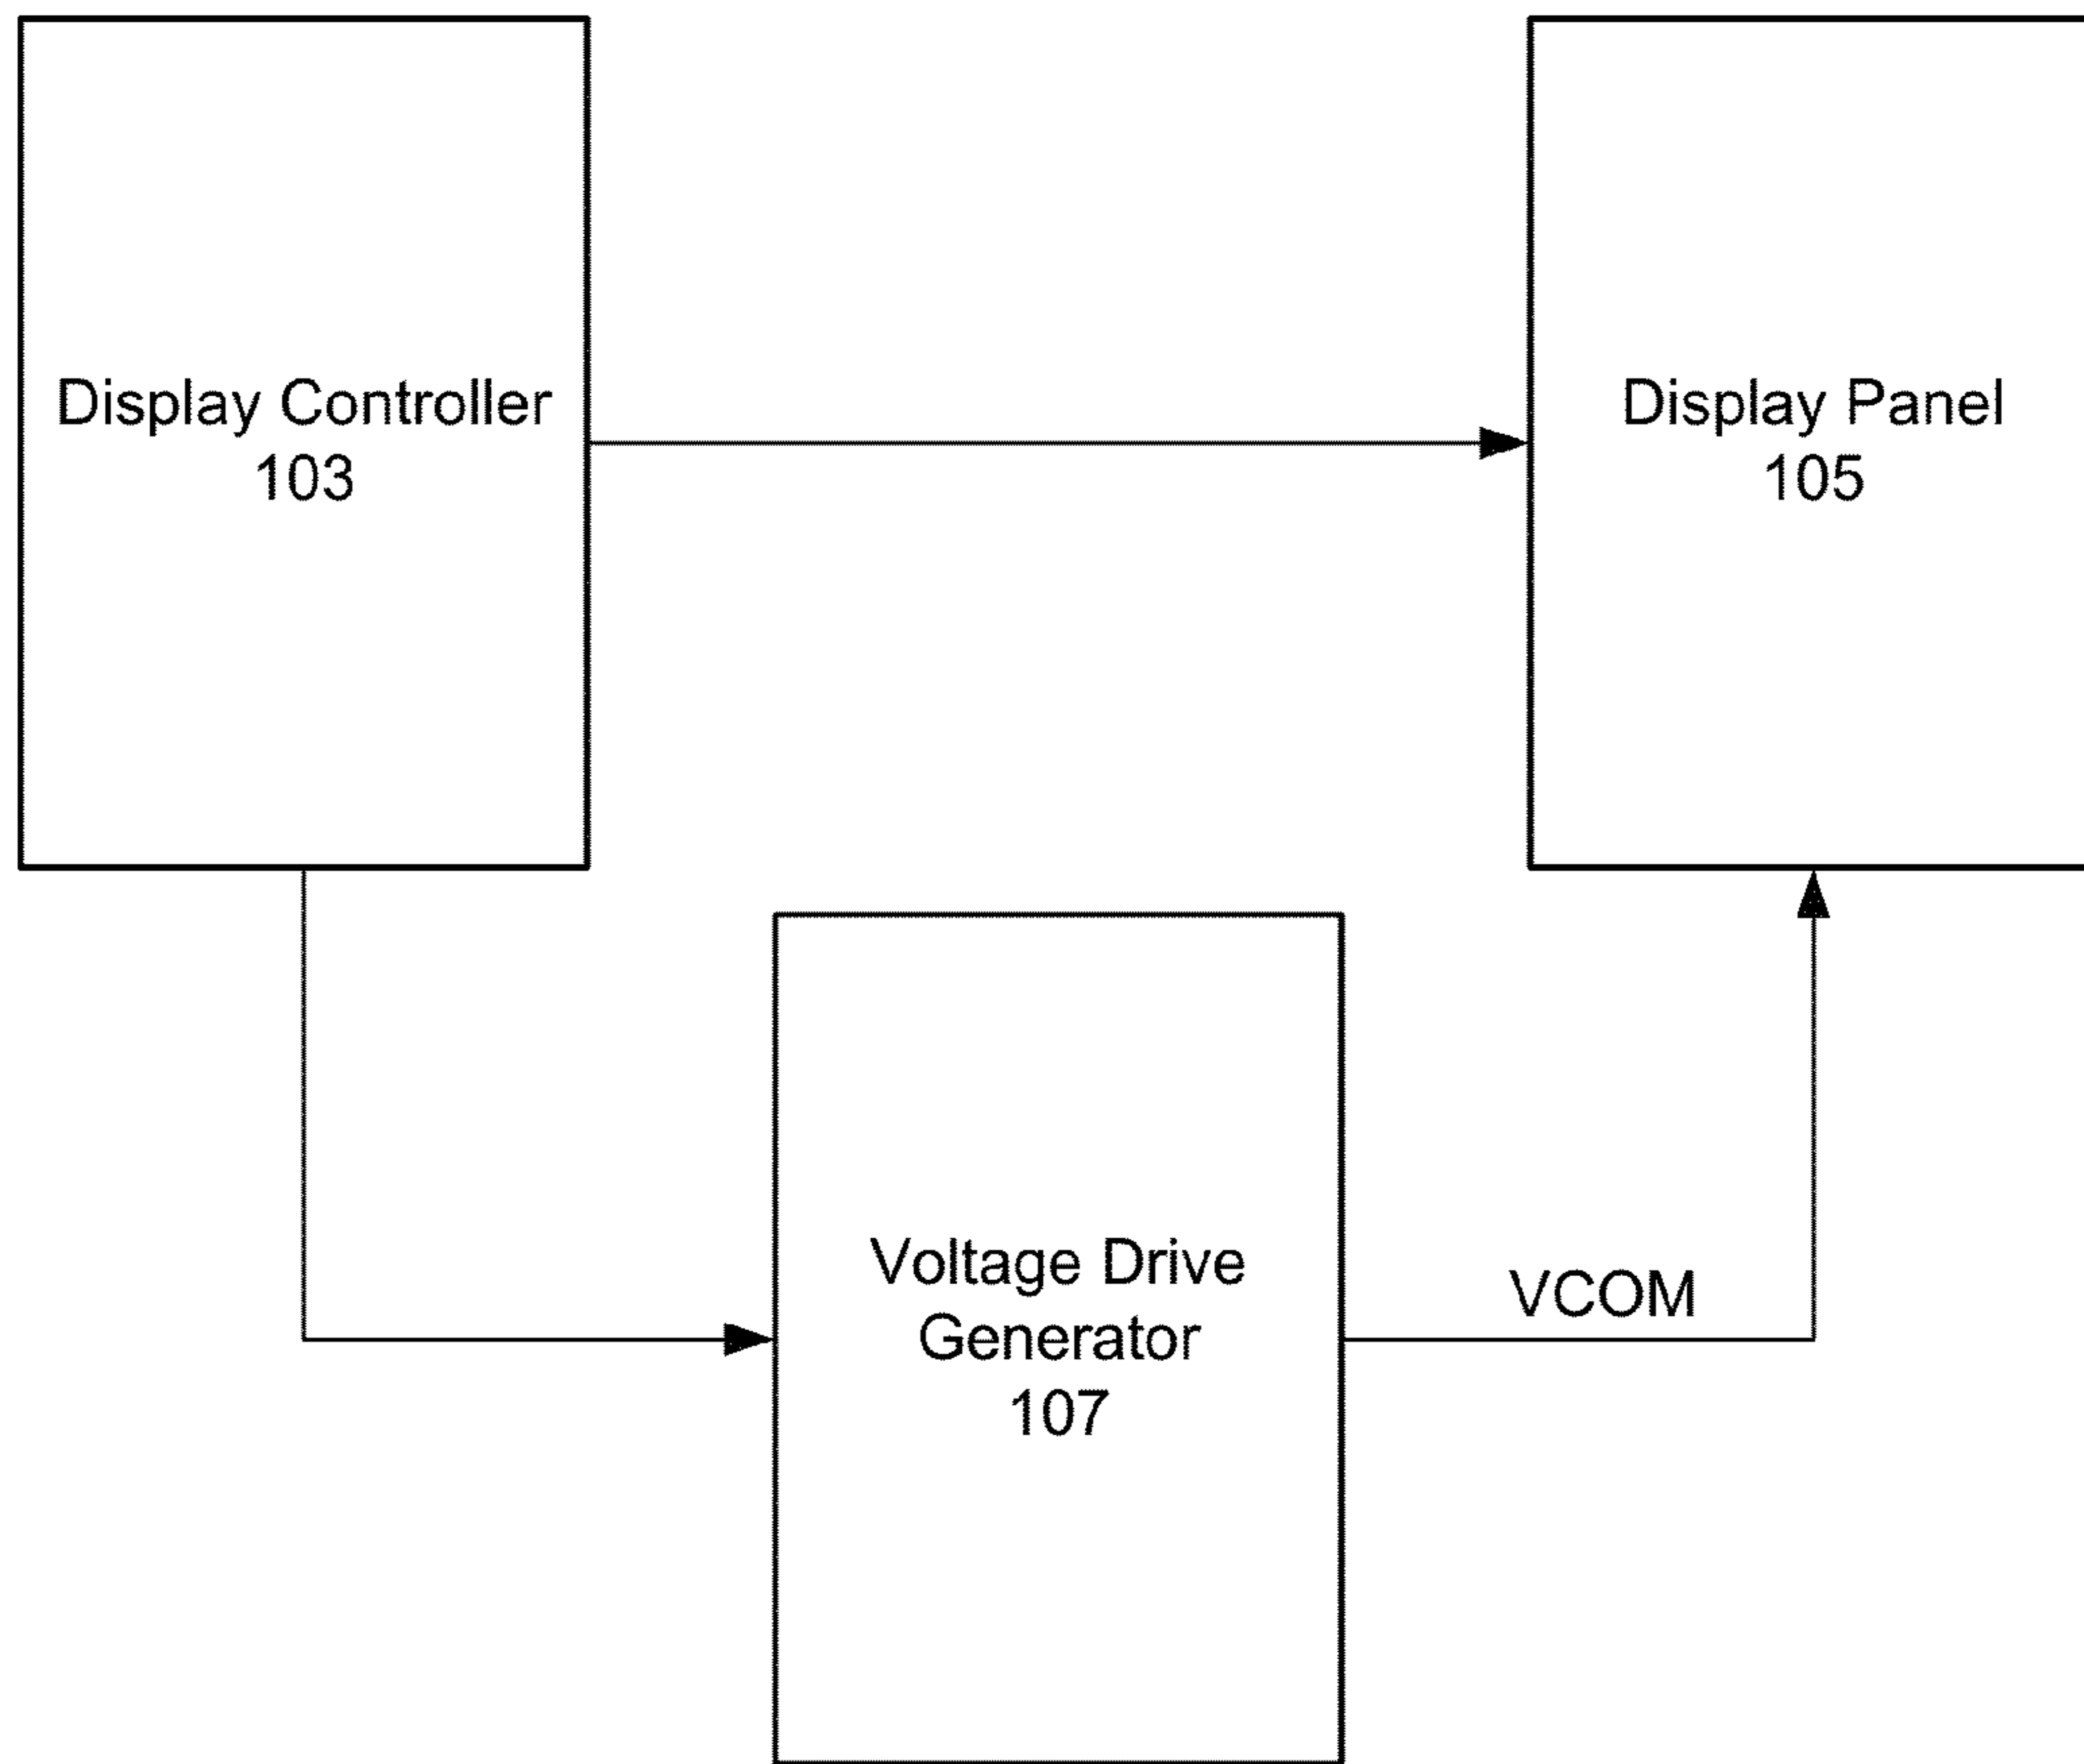 Display Controller
103
Display Panel
105
Voltage Drive
Generator
107
VCOM